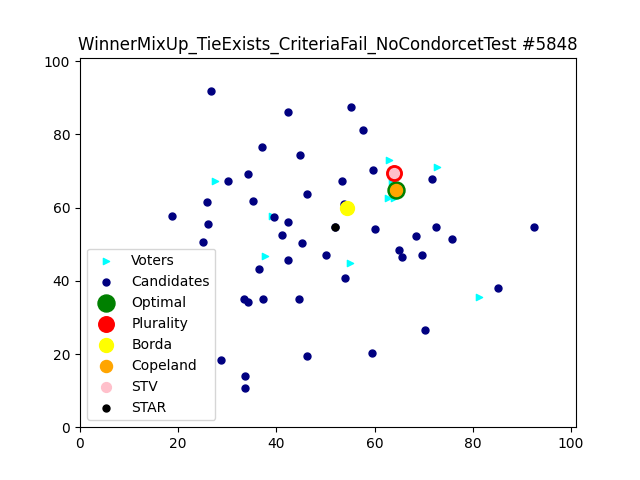 WinnerMixUp_TieExists_CriteriaFail_NoCondorcetTest #5848
100
80
60
40
20
0
Voters
Candidates
Optimal
Plurality
Borda
Copeland
STV
STAR
0 20 40 60 80 100